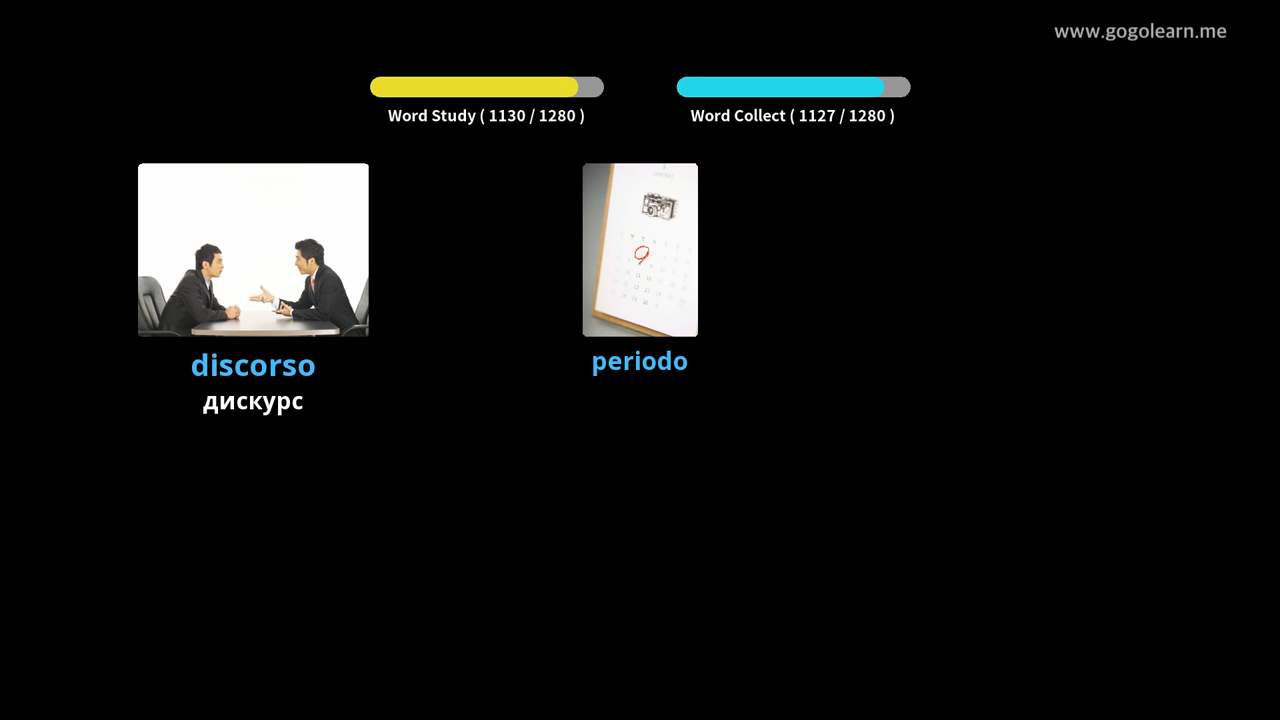 www.gogolearn.me
Word Study ( 1130 / 1280 )
Word Collect ( 1127 / 1280 )
discorso
дискурс
periodo